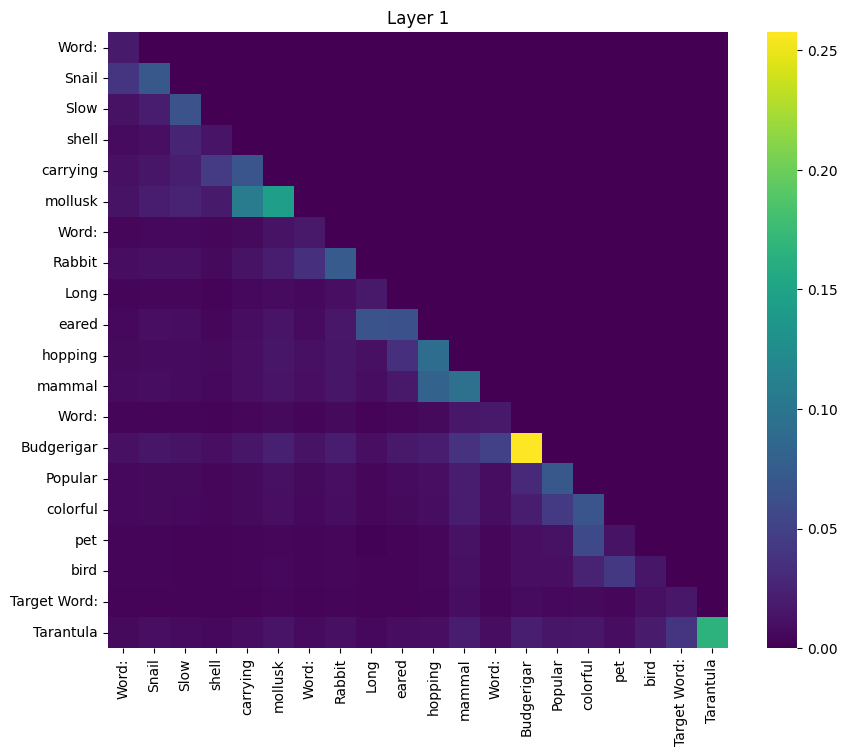 Layer 1
Word:
Snail
Slow
shell
carrying
mollusk
Word:
Rabbit
Long
eared
hopping
mammal
Word:
Budgerigar
Popular
colorful
pet
bird
Target Word:
Tarantula
0.25
0.20
0.15
0.10
0.05
0.00
Word:
Snail
Slow
shell
carrying
mollusk
Word:
Rabbit
Long
eared
hopping
mammal
Word:
Budgerigar
Popular
colorful
pet
bird
Target Word:
Tarantula